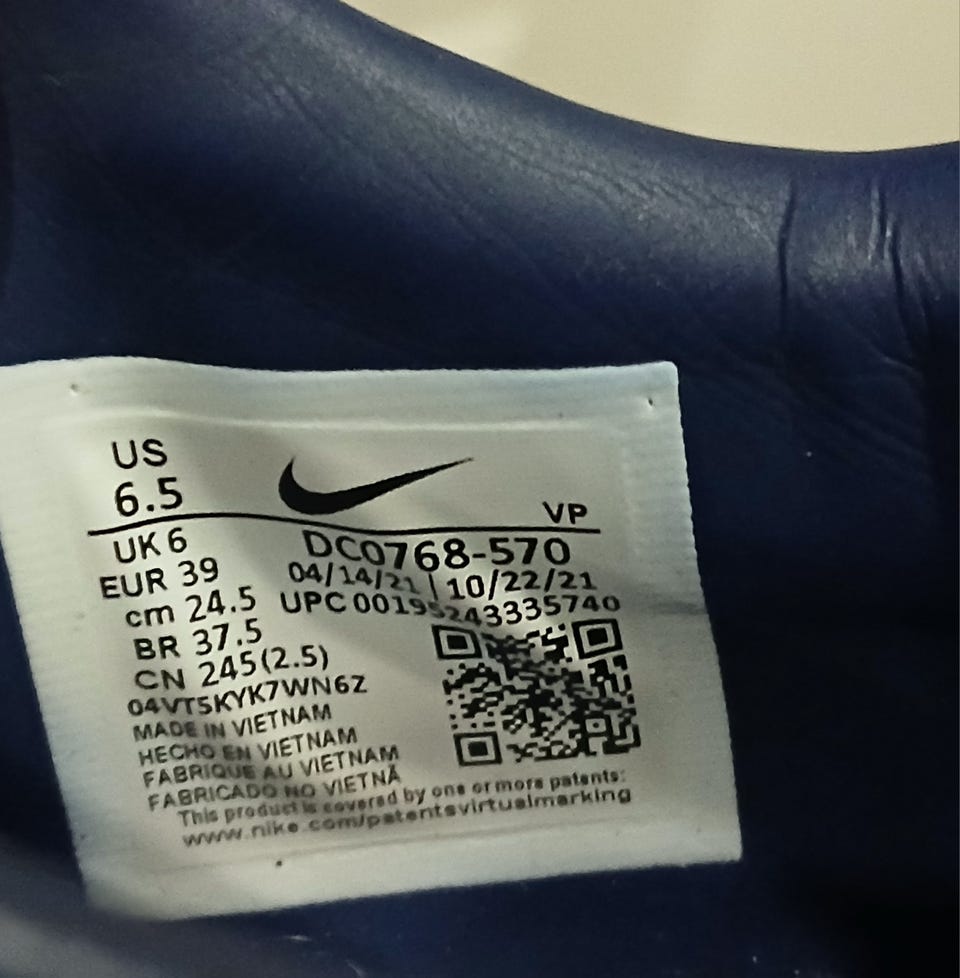 US
6.5
VP
UK 6
EUR 39
cm 24.5
BR 37.5
CN 245(2.5)
DC0768-570
04/14/21 | 10/22/21
UPC 00195243335740
04VT5KYK7WN6Z
MADE IN VIETNAM
HECHO EN VIETNAM
FABRIQUE AU VIETNAM
FABRICADO NO VIETNÃ
This product is covered by one or more patents:
www.nike.com/patentsvirtualmarking